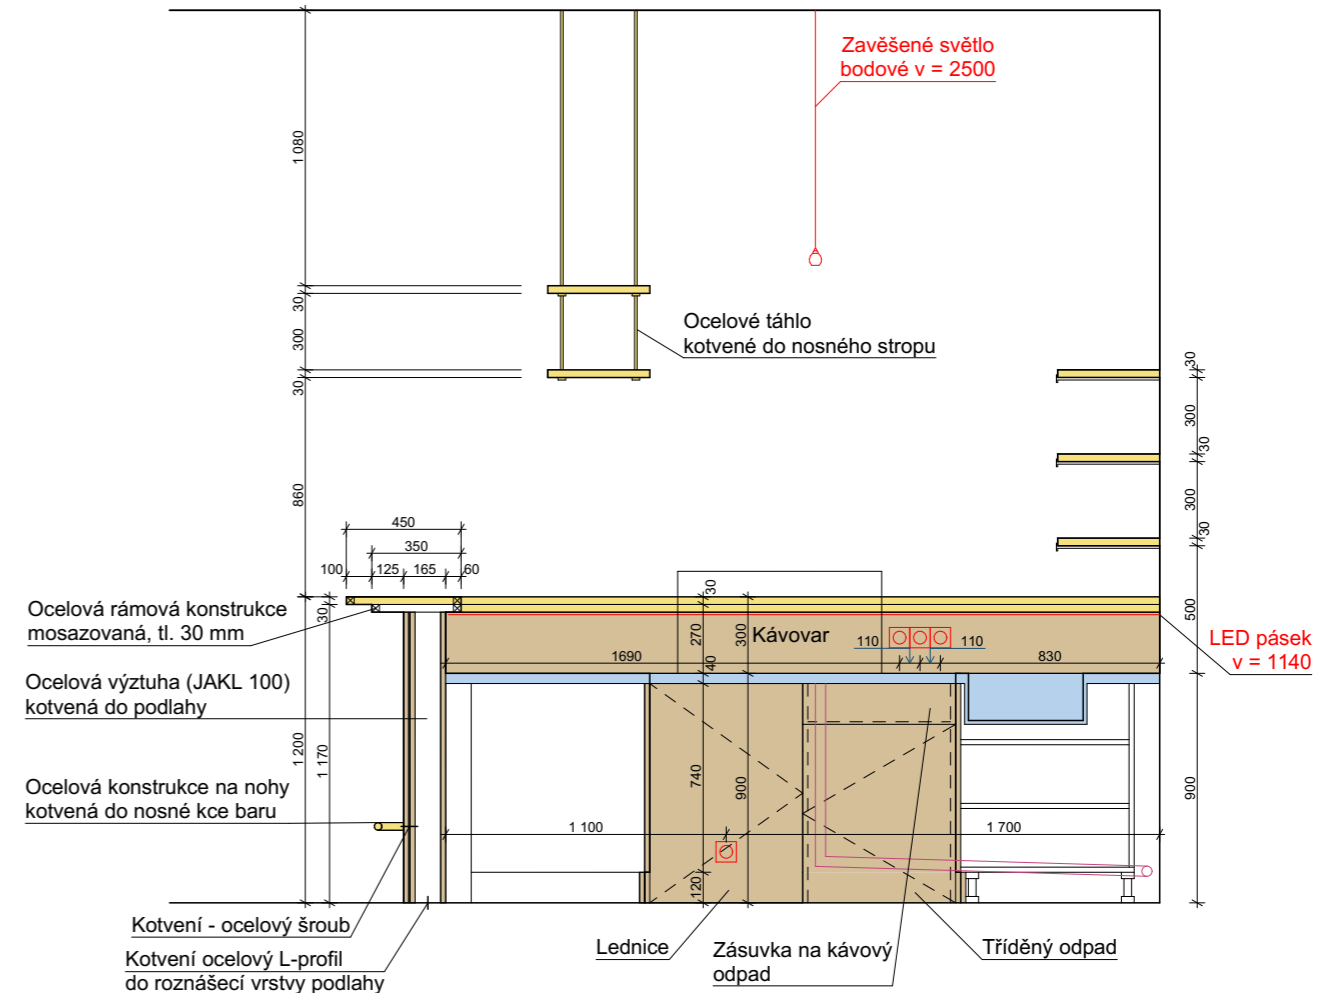 Zavěšené světlo
bodové v = 2500
1 080
30
300
30
860
Ocelové táhlo
kotvené do nosného stropu
30
300
30
300
30
500
900
450
350
100
125
165
60
Ocelová rámová konstrukce
mosazovaná, tl. 30 mm
30
Ocelová výztuha (JAKL 100)
kotvená do podlahy
1 200
1 170
Ocelová konstrukce na nohy
kotvená do nosné kce baru
30
270
300
40
Kávovar
110
110
1690
830
LED pásek
v = 1140
740
900
120
1 100
1 700
Kotvení - ocelový šroub
Kotvení ocelový L-profil
do roznášecí vrstvy podlahy
Lednice
Zásuvka na kávový
odpad
Tříděný odpad